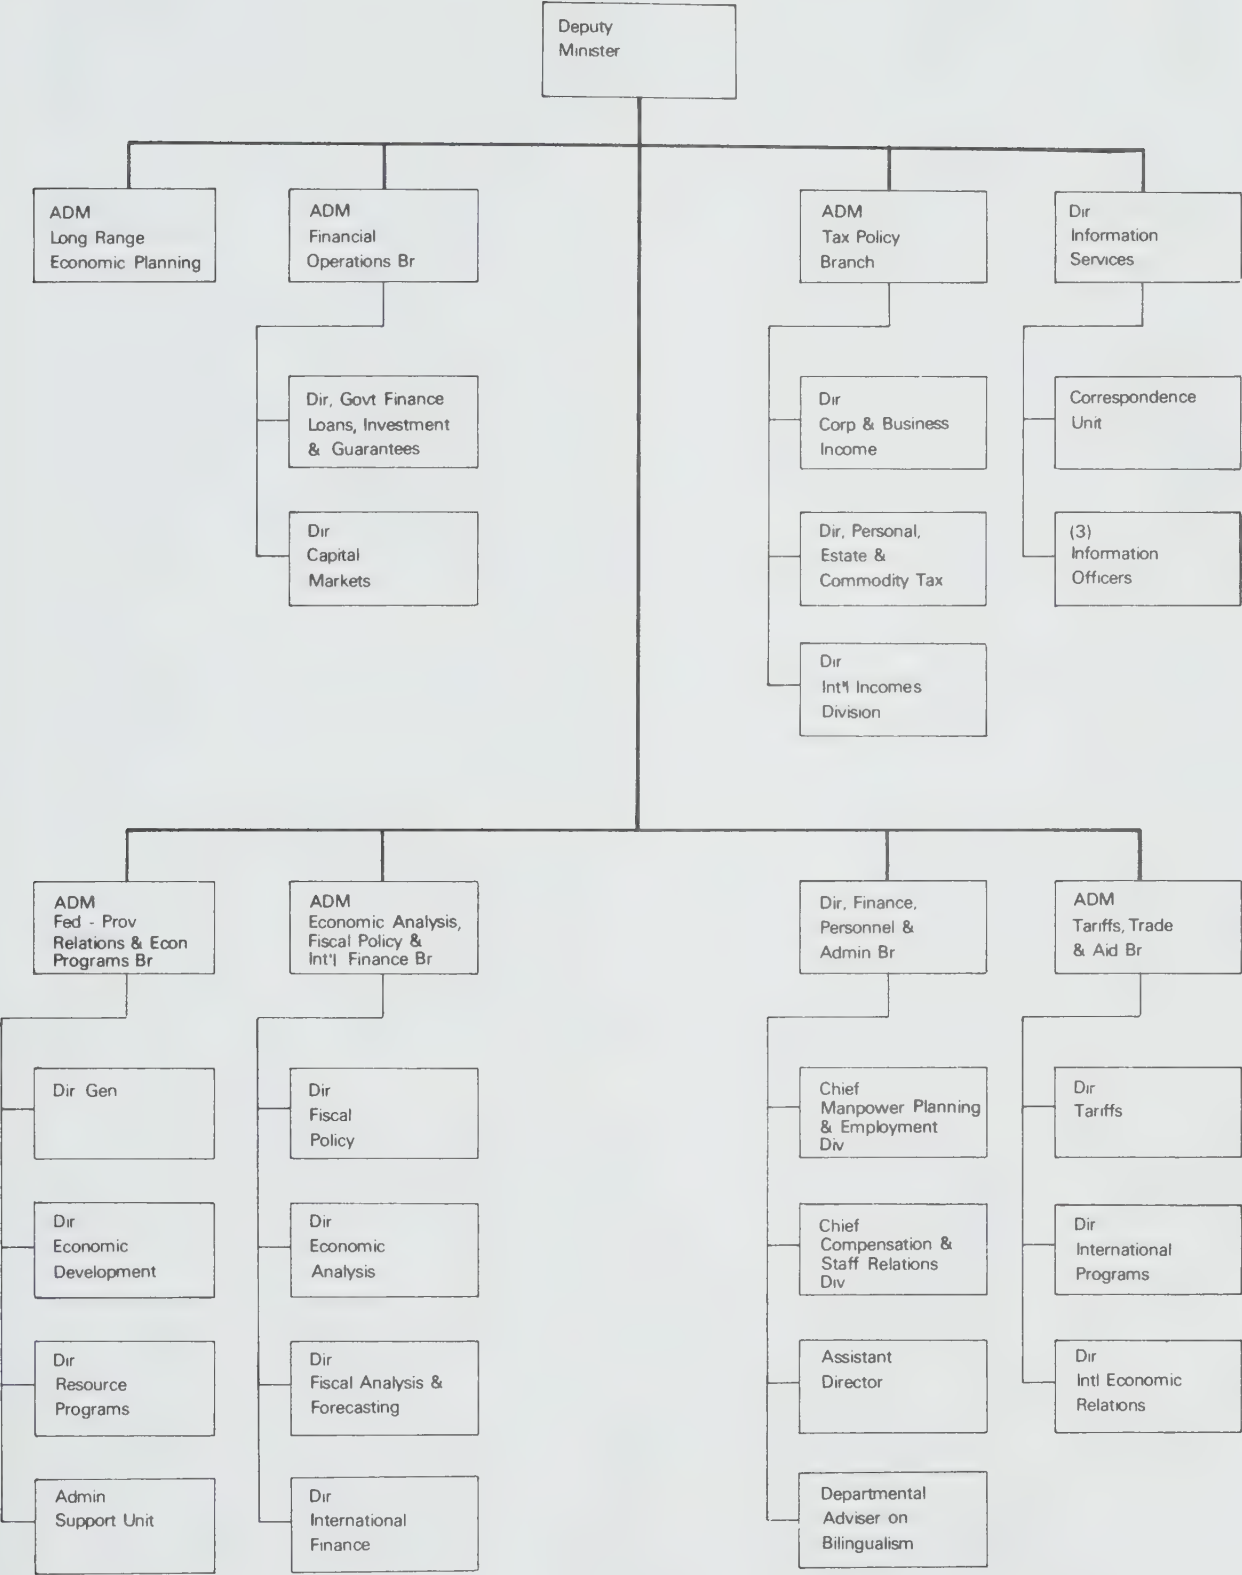 Deputy
Minister
ADM
Long Range
Economic Planning
ADM
Financial
Operations Br
ADM
Tax Policy
Branch
Dir
Information
Services
Dir, Govt Finance
Loans, Investment
& Guarantees
Dir
Capital
Markets
Dir
Corp & Business
Income
Dir, Personal,
Estate &
Commodity Tax
Dir
Int'l Incomes
Division
Correspondence
Unit
(3)
Information
Officers
ADM
Fed - Prov
Relations & Econ
Programs Br
ADM
Economic Analysis,
Fiscal Policy &
Int'l Finance Br
Dir, Finance,
Personnel &
Admin Br
ADM
Tariffs, Trade
& Aid Br
Dir Gen
Dir
Economic
Development
Dir
Resource
Programs
Admin
Support Unit
Dir
Fiscal
Policy
Dir
Economic
Analysis
Dir
Fiscal Analysis &
Forecasting
Dir
International
Finance
Chief
Manpower Planning
& Employment
Div
Chief
Compensation &
Staff Relations
Div
Assistant
Director
Departmental
Adviser on
Bilingualism
Dir
Tariffs
Dir
International
Programs
Dir
Intl Economic
Relations